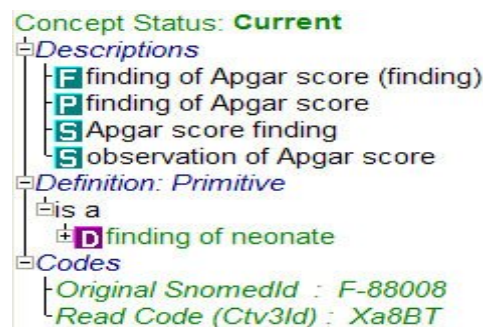 Concept Status: Current
Descriptions
F finding of Apgar score (finding)
P finding of Apgar score
S Apgar score finding
S observation of Apgar score
Definition: Primitive
is a
D finding of neonate
Codes
Original SnomedId : F-88008
Read Code (Ctv3Id) : Xa8BT